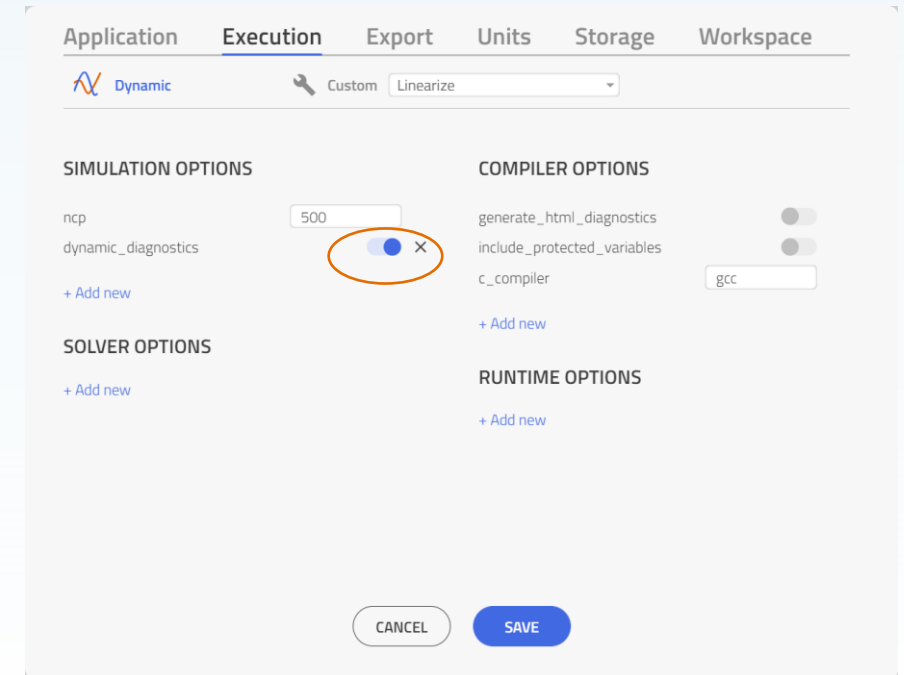 Application Execution Export Units Storage Workspace
Dynamic Custom Linearize
SIMULATION OPTIONS
ncp 500
dynamic_diagnostics
+ Add new
SOLVER OPTIONS
+ Add new
COMPILER OPTIONS
generate_html_diagnostics
include_protected_variables
c_compiler gcc
+ Add new
RUNTIME OPTIONS
+ Add new
CANCEL SAVE